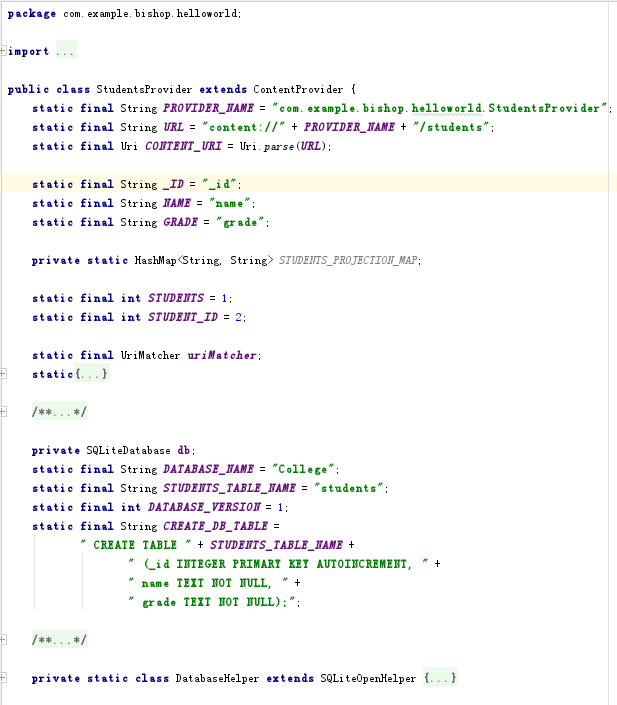 package com.example.bishop.helloworld;
import ...
public class StudentsProvider extends ContentProvider {
static final String PROVIDER_NAME = "com.example.bishop.helloworld.StudentsProvider";
static final String URL = "content://" + PROVIDER_NAME + "/students";
static final Uri CONTENT_URI = Uri.parse(URL);
static final String _ID = "_id";
static final String NAME = "name";
static final String GRADE = "grade";
private static HashMap<String, String> STUDENTS_PROJECTION_MAP;
static final int STUDENTS = 1;
static final int STUDENT_ID = 2;
static final UriMatcher uriMatcher;
static{...}
/**...*/
private SQLiteDatabase db;
static final String DATABASE_NAME = "College";
static final String STUDENTS_TABLE_NAME = "students";
static final int DATABASE_VERSION = 1;
static final String CREATE_DB_TABLE =
" CREATE TABLE " + STUDENTS_TABLE_NAME +
" (_id INTEGER PRIMARY KEY AUTOINCREMENT, " +
" name TEXT NOT NULL, " +
" grade TEXT NOT NULL);";
/**...*/
private static class DatabaseHelper extends SQLiteOpenHelper {...}